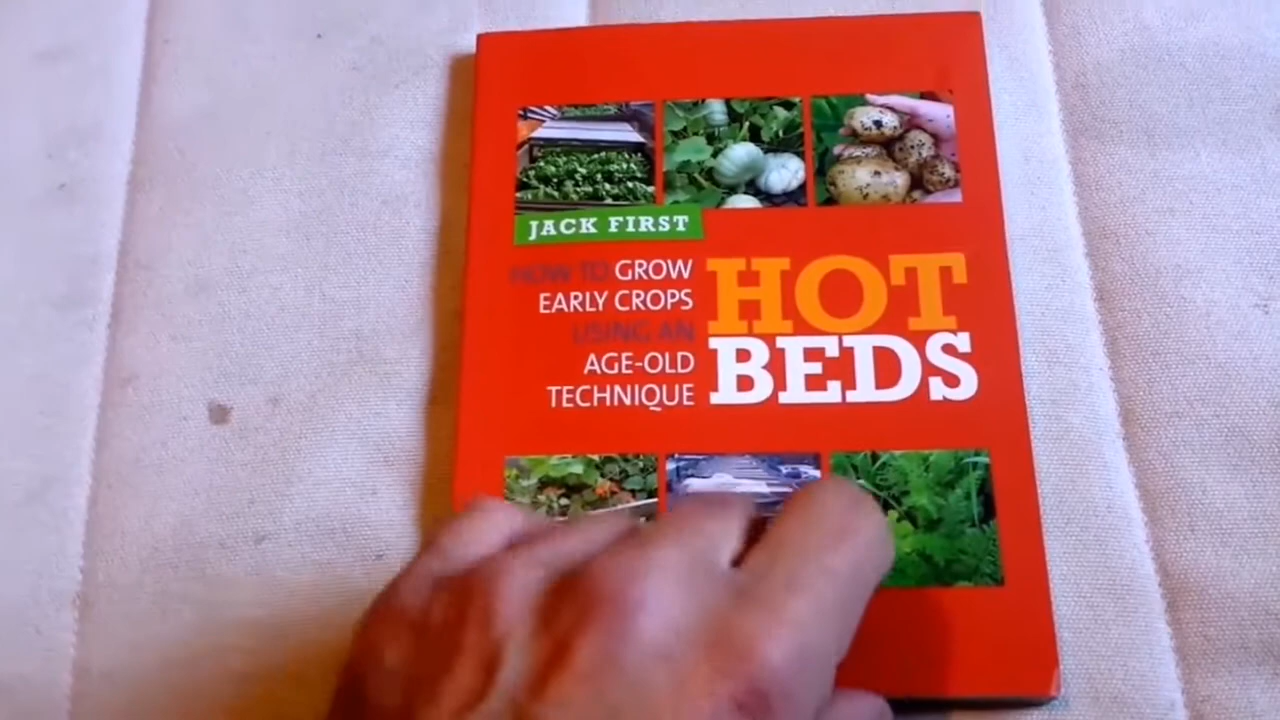 JACK FIRST
HOW TO GROW
EARLY CROPS
USING AN
AGE-OLD
TECHNIQUE
HOT
BEDS